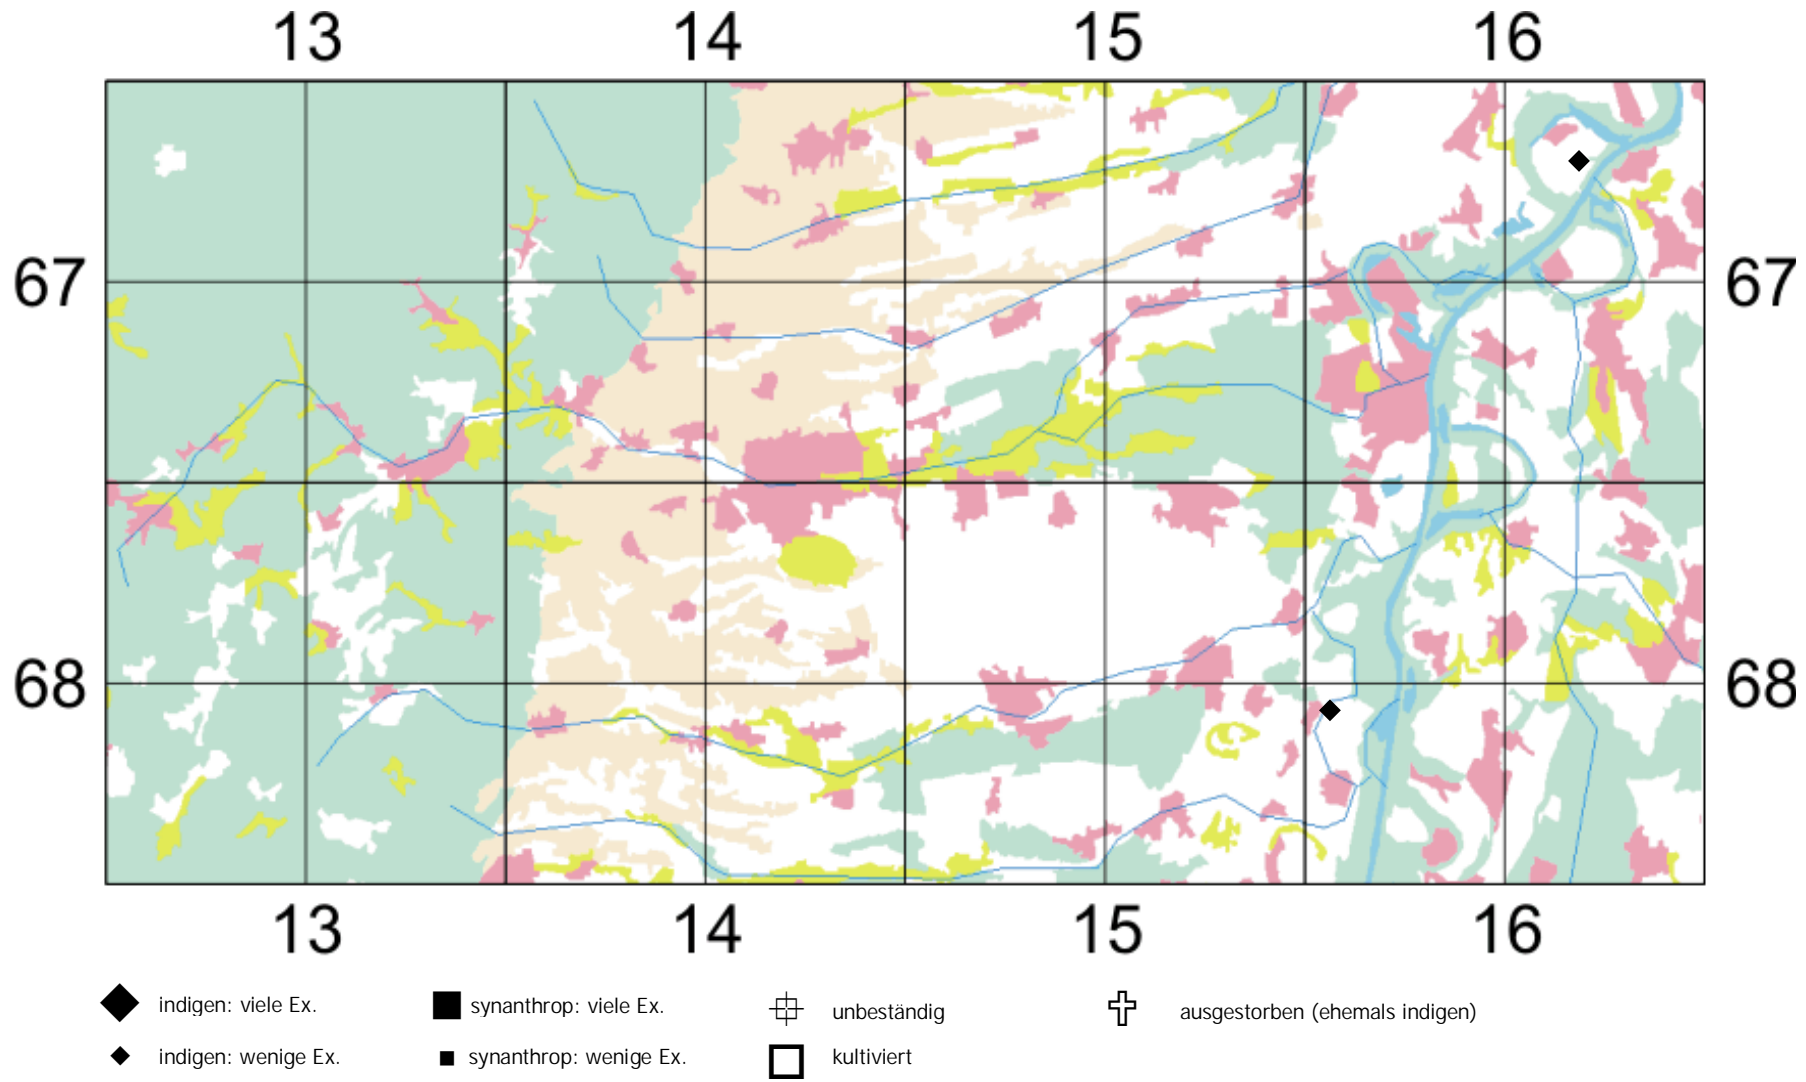 13 14 15 16
67 67
68 68
13 14 15 16
indigen: viele Ex. synanthrop: viele Ex. unbeständig ausgestorben (ehemals indigen)
indigen: wenige Ex. synanthrop: wenige Ex. kultiviert